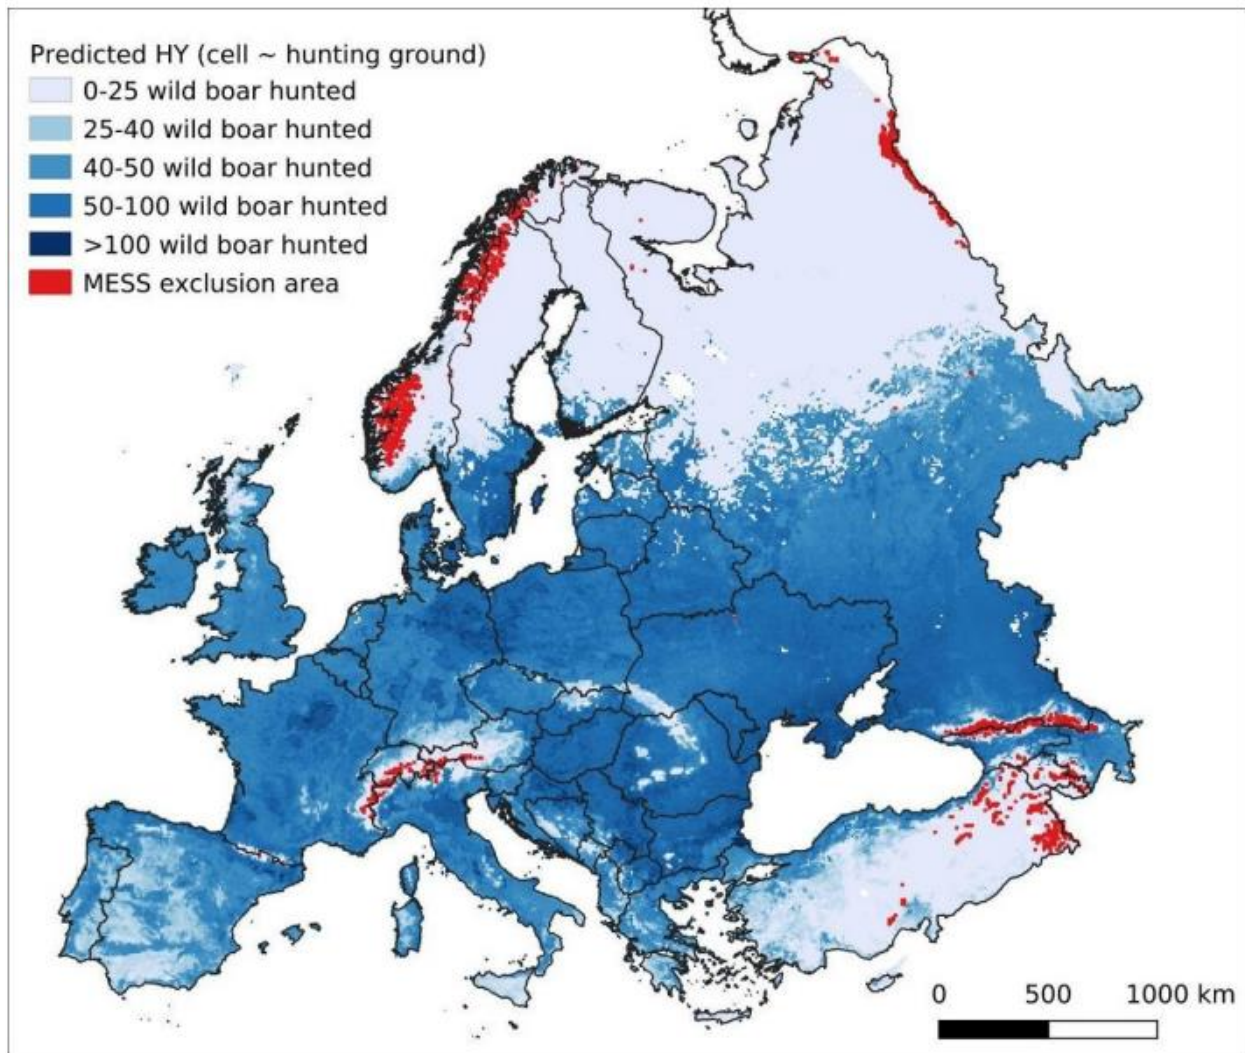 Predicted HY (cell ~ hunting ground)
0-25 wild boar hunted
25-40 wild boar hunted
40-50 wild boar hunted
50-100 wild boar hunted
>100 wild boar hunted
MESS exclusion area
0 500 1000 km